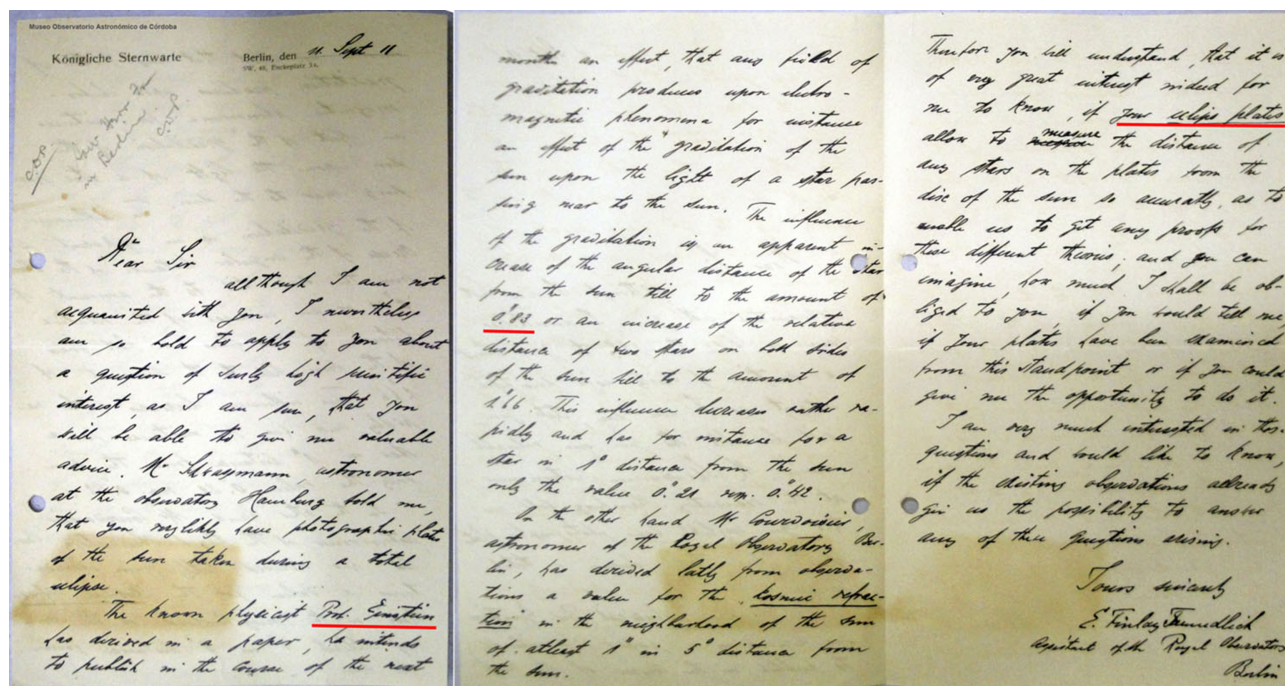 Museo Observatorio Astronómico de Córdoba
Königliche Sternwarte
Berlin, den 11. Sept 11
SW. 48, Enckeplatz 3a.
C.O.P.
in Berlin
C.D.P.
Dear Sir
allthough I am not
acquainted with you, I nevertheless
am so bold to apply to you about
a question of surely high scientific
interest, as I am sure, that you
will be able to give me valuable
advice. Mr Schwassmann, astronomer
at the observatory Hamburg told me,
that you very likly have photographic plates
of the sun taken during a total
eclipse.
The known physicist Prof. Einstein
has derived in a paper, he intends
to publish in the course of the next
month an effect, that any field of
gravitation produces upon electro-
magnetic phenomena for instance
an effect of the gravitation of the
sun upon the light of a star pas-
sing near to the sun. The influence
of the gravitation is an apparent in-
crease of the angular distance of the star
from the sun till to the amount of
0."83 or an increase of the relative
distance of two stars on both sides
of the sun till to the amount of
1."66. This influence decreases rather ra-
pidly and has for instance for a
star in 1° distance from the sun
only the value 0."21 resp. 0."42.
On the other hand Mr Courvoisier,
astronomer of the Royal Observatory Ber-
lin, has derived latly from observa-
tions a value for the kosmic refrac-
tion in the neighborhood of the sun
of atleast 1" in 5° distance from
the sun.
Therefore you will understand, that it is
of very great interest indeed for
me to know, if your eclips plates
allow to measure the distance of
any stars on the plates from the
disc of the sun so accuratly, as to
enable us to get any proofs for
these different theories; and you can
imagine, how much I shall be ob-
liged to you, if you would tell me
if your plates have been examined
from this standpoint or if you could
give me the opportunity to do it.
I am very much interested in these
questions and would like to know,
if the existing observations allready
give us the possibility to answer
any of these questions arising.
Yours sincerly
E. Finlay Freundlich
assistant of the Royal Observatory
Berlin